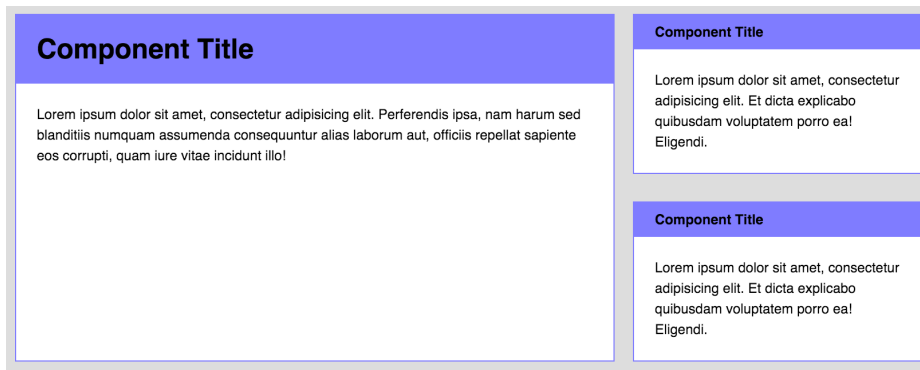 Component Title
Lorem ipsum dolor sit amet, consectetur adipisicing elit. Perferendis ipsa, nam harum sed
blanditiis numquam assumenda consequuntur alias laborum aut, officiis repellat sapiente
eos corrupti, quam iure vitae incidunt illo!
Component Title
Lorem ipsum dolor sit amet, consectetur
adipisicing elit. Et dicta explicabo
quibusdam voluptatem porro ea!
Eligendi.
Component Title
Lorem ipsum dolor sit amet, consectetur
adipisicing elit. Et dicta explicabo
quibusdam voluptatem porro ea!
Eligendi.